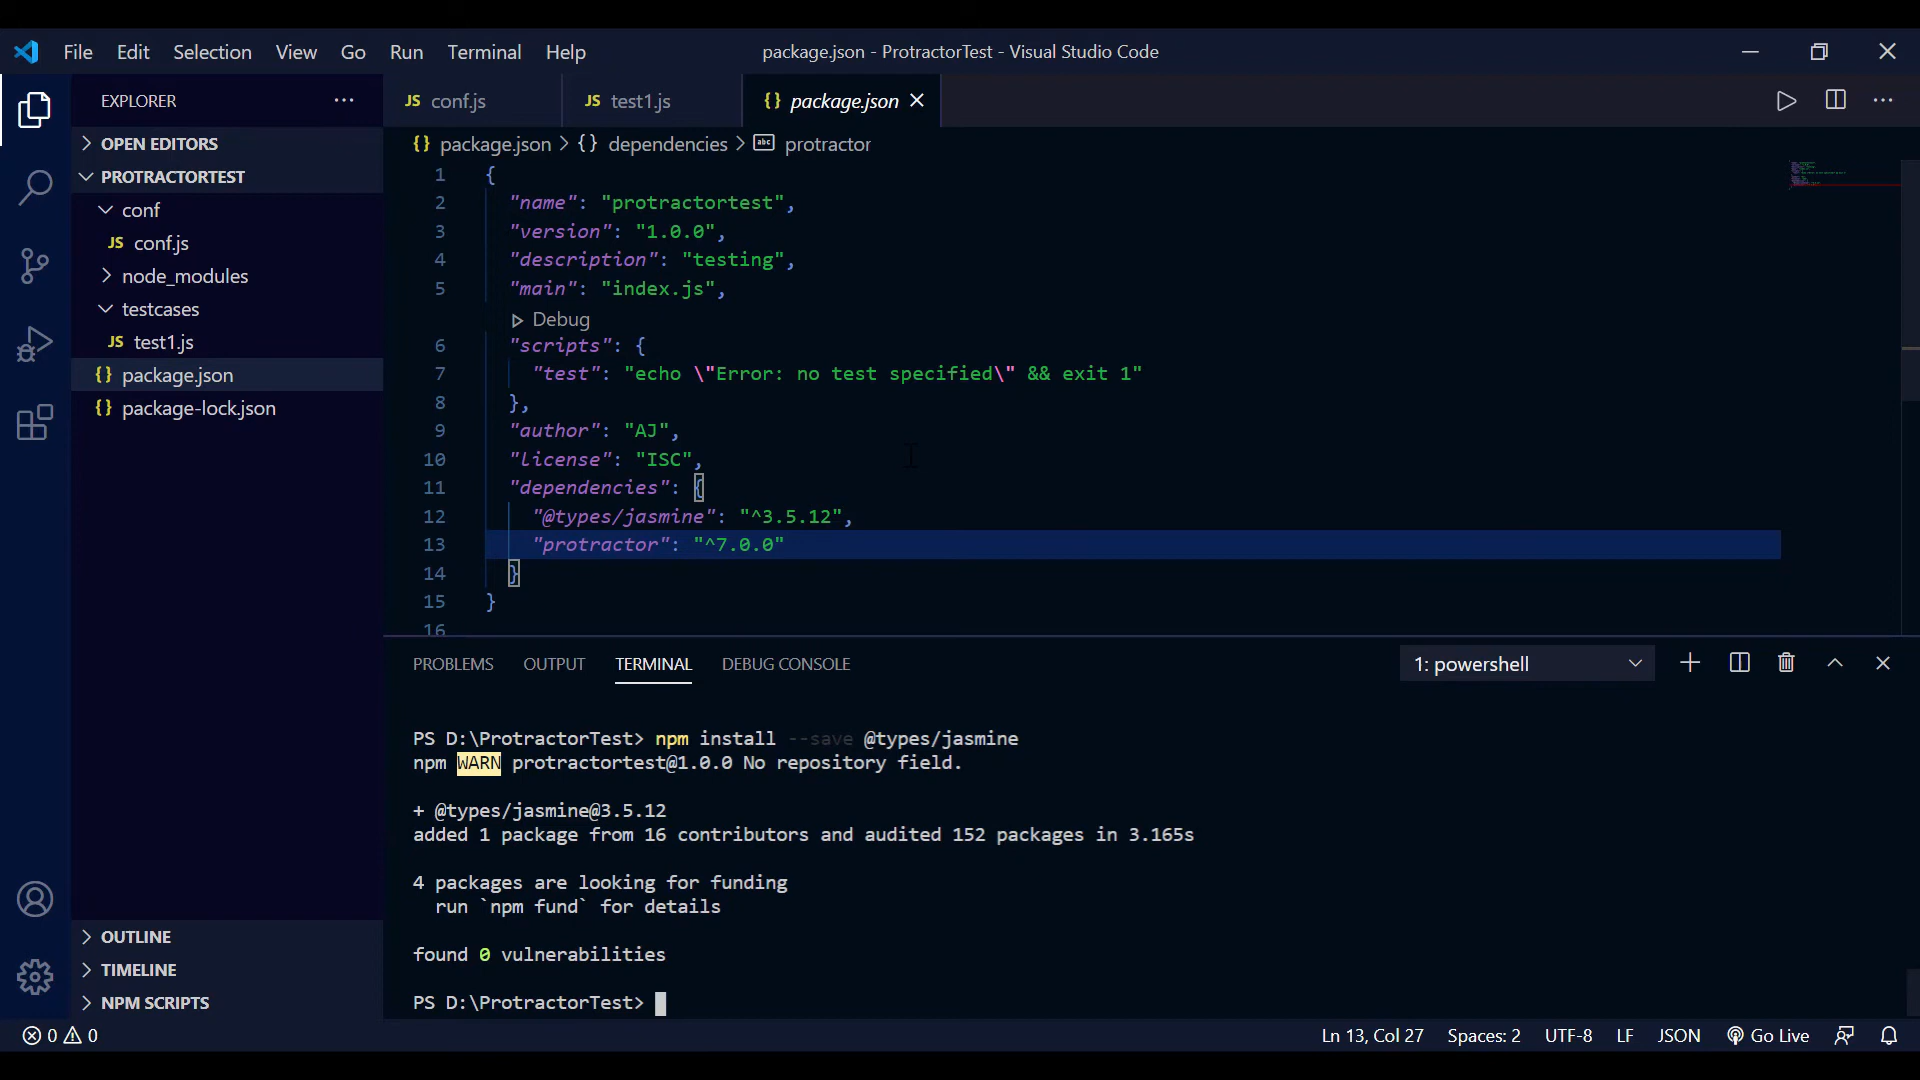 File Edit Selection View Go Run Terminal Help
package.json - ProtractorTest - Visual Studio Code
EXPLORER
OPEN EDITORS
PROTRACTORTEST
conf
JS conf.js
node_modules
testcases
JS test1.js
{} package.json
{} package-lock.json
OUTLINE
TIMELINE
NPM SCRIPTS
JS conf.js
JS test1.js
{} package.json
{} package.json > {} dependencies > abc protractor
1 {
2 "name": "protractortest",
3 "version": "1.0.0",
4 "description": "testing",
5 "main": "index.js",
Debug
6 "scripts": {
7 "test": "echo \"Error: no test specified\" && exit 1"
8 },
9 "author": "AJ",
10 "license": "ISC",
11 "dependencies": {
12 "@types/jasmine": "^3.5.12",
13 "protractor": "^7.0.0"
14 }
15 }
16
PROBLEMS OUTPUT TERMINAL DEBUG CONSOLE
1: powershell
PS D:\ProtractorTest> npm install --save @types/jasmine
npm WARN protractortest@1.0.0 No repository field.
+ @types/jasmine@3.5.12
added 1 package from 16 contributors and audited 152 packages in 3.165s
4 packages are looking for funding
run `npm fund` for details
found 0 vulnerabilities
PS D:\ProtractorTest>
0 0
Ln 13, Col 27 Spaces: 2 UTF-8 LF JSON Go Live